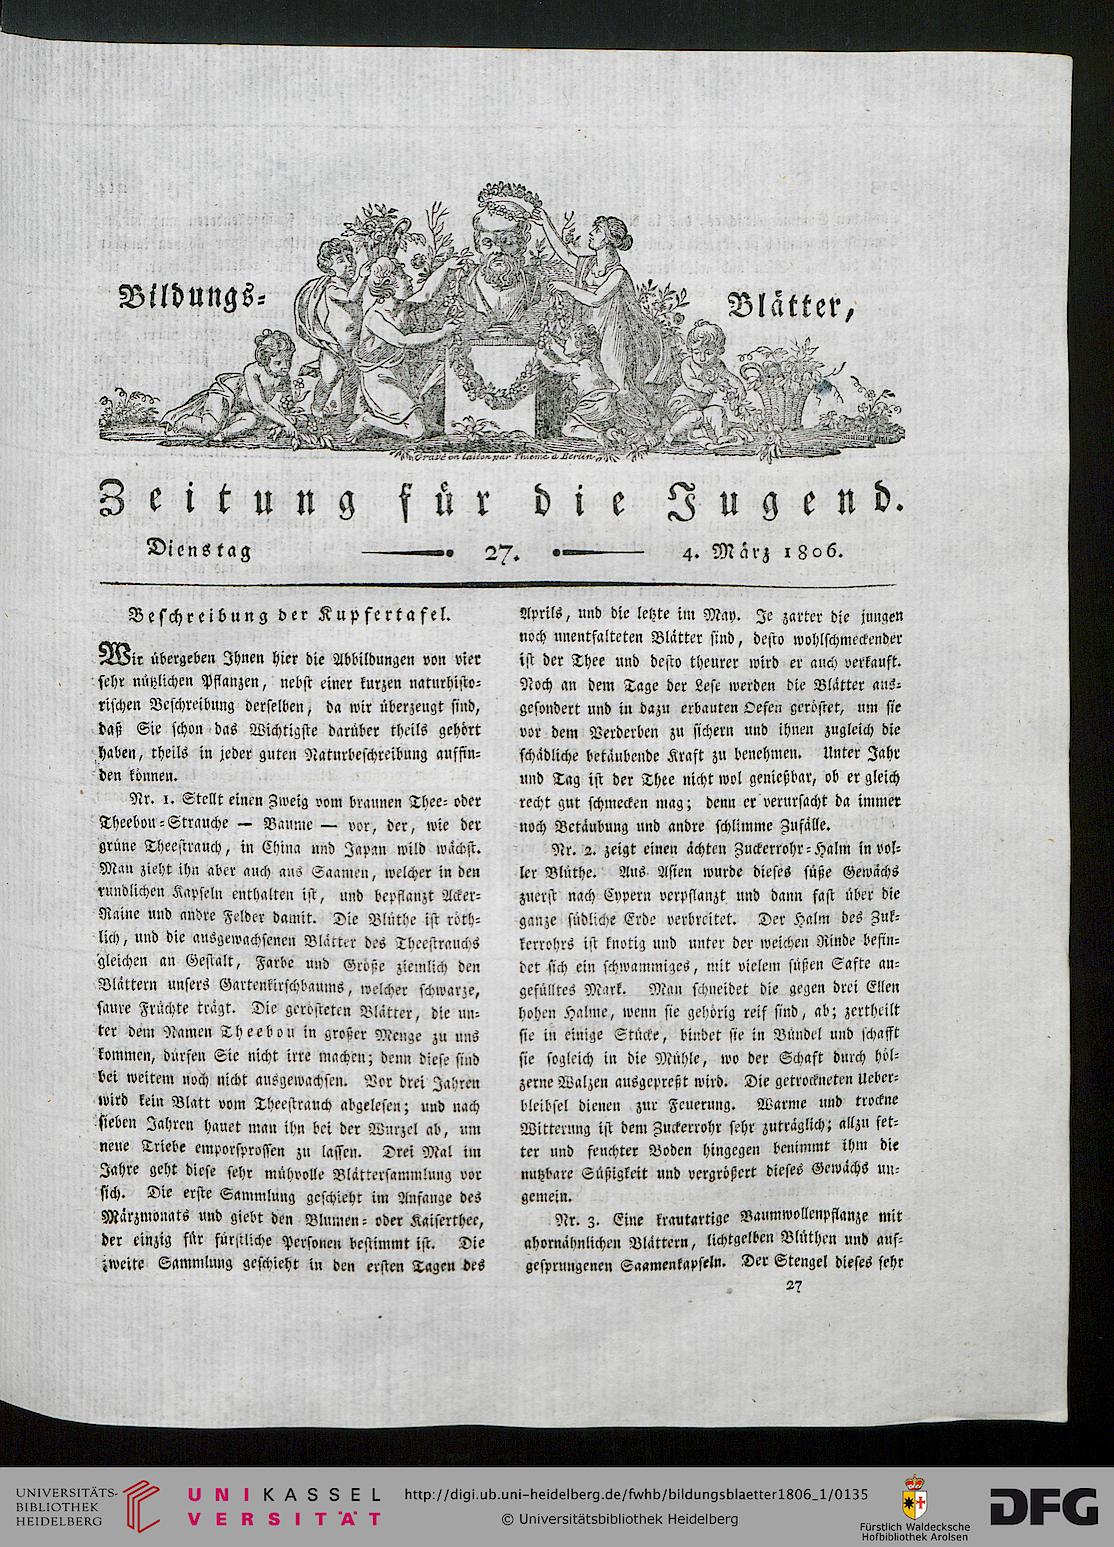 Bildungs-
Blätter,
Gravé en laiton par Thieme à Berlin.
Zeitung für die Jugend.
Dienstag
27.
4. März 1806.
Beschreibung der Kupfertafel.
Wir übergeben Ihnen hier die Abbildungen von vier
sehr nützlichen Pflanzen, nebst einer kurzen naturhisto-
rischen Beschreibung derselben, da wir überzeugt sind,
daß Sie schon das Wichtigste darüber theils gehört
haben, theils in jeder guten Naturbeschreibung auffin-
den können.
Nr. 1. Stellt einen Zweig vom braunen Thee- oder
Theebou-Strauche — Baume — vor, der, wie der
grüne Theestrauch, in China und Japan wild wächst.
Man zieht ihn aber auch aus Saamen, welcher in den
rundlichen Kapseln enthalten ist, und bepflanzt Acker-
Raine und andre Felder damit. Die Blüthe ist röth-
lich, und die ausgewachsenen Blätter des Theestrauchs
gleichen an Gestalt, Farbe und Größe ziemlich den
Blättern unsers Gartenkirschbaums, welcher schwarze,
saure Früchte trägt. Die gerösteten Blätter, die un-
ter dem Namen Theebou in großer Menge zu uns
kommen, dürfen Sie nicht irre machen; denn diese sind
bei weitem noch nicht ausgewachsen. Vor drei Jahren
wird kein Blatt vom Theestrauch abgelesen; und nach
sieben Jahren hauet man ihn bei der Wurzel ab, um
neue Triebe emporsprossen zu lassen. Drei Mal im
Jahre geht diese sehr mühvolle Blättersammlung vor
sich. Die erste Sammlung geschieht im Anfange des
Märzmonats und giebt den Blumen- oder Kaiserthee,
der einzig für fürstliche Personen bestimmt ist. Die
zweite Sammlung geschieht in den ersten Tagen des
Aprils, und die letzte im May. Je zarter die jungen
noch unentfalteten Blätter sind, desto wohlschmeckender
ist der Thee und desto theurer wird er auch verkauft.
Noch an dem Tage der Lese werden die Blätter aus-
gesondert und in dazu erbauten Oefen geröstet, um sie
vor dem Verderben zu sichern und ihnen zugleich die
schädliche betäubende Kraft zu benehmen. Unter Jahr
und Tag ist der Thee nicht wol genießbar, ob er gleich
recht gut schmecken mag; denn er verursacht da immer
noch Betäubung und andre schlimme Zufälle.
Nr. 2. zeigt einen ächten Zuckerrohr-Halm in vol-
ler Blüthe. Aus Asien wurde dieses süße Gewächs
zuerst nach Cypern verpflanzt und dann fast über die
ganze südliche Erde verbreitet. Der Halm des Zuk-
kerrohrs ist knotig und unter der weichen Rinde befin-
det sich ein schwammiges, mit vielem süßen Safte an-
gefülltes Mark. Man schneidet die gegen drei Ellen
hohen Halme, wenn sie gehörig reif sind, ab; zertheilt
sie in einige Stücke, bindet sie in Bündel und schafft
sie sogleich in die Mühle, wo der Schaft durch höl-
zerne Walzen ausgepreßt wird. Die getrockneten Ueber-
bleibsel dienen zur Feuerung. Warme und trockne
Witterung ist dem Zuckerrohr sehr zuträglich; allzu fet-
ter und feuchter Boden hingegen benimmt ihm die
nutzbare Süßigkeit und vergrößert dieses Gewächs un-
gemein.
Nr. 3. Eine krautartige Baumwollenpflanze mit
ahornähnlichen Blättern, lichtgelben Blüthen und auf-
gesprungenen Saamenkapseln. Der Stengel dieses sehr
27
UNIVERSITÄTS-
BIBLIOTHEK
HEIDELBERG
UNIKASSEL
VERSITÄT
http://digi.ub.uni-heidelberg.de/fwhb/bildungsblaetter1806_1/0135
© Universitätsbibliothek Heidelberg
Fürstlich Waldecksche
Hofbibliothek Arolsen
DFG